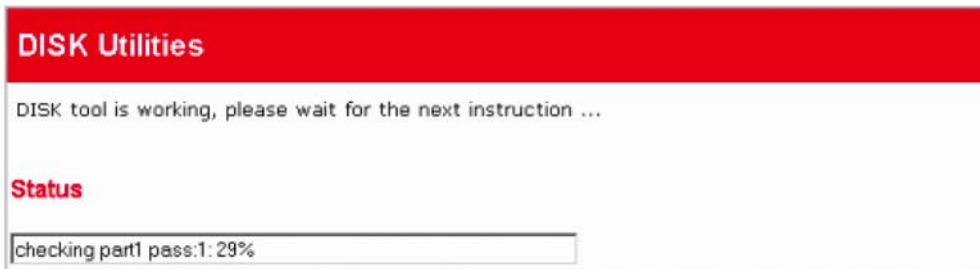 DISK Utilities
DISK tool is working, please wait for the next instruction ...
Status
checking part1 pass:1: 29%